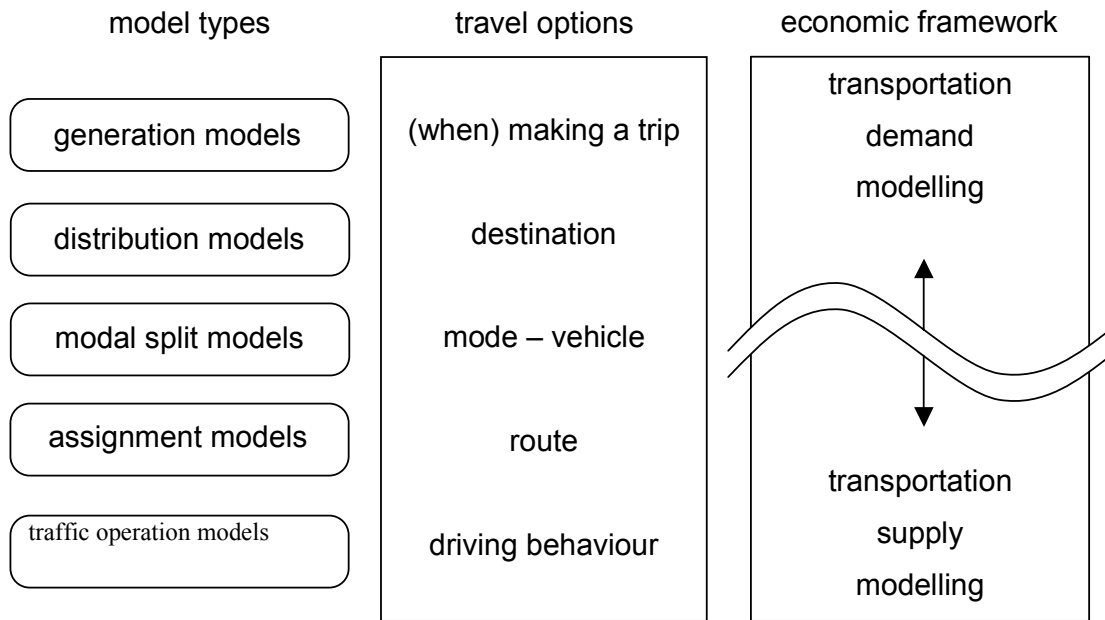 model types
travel options
economic framework
generation models
distribution models
modal split models
assignment models
traffic operation models
(when) making a trip
destination
mode – vehicle
route
driving behaviour
transportation
demand
modelling
transportation
supply
modelling